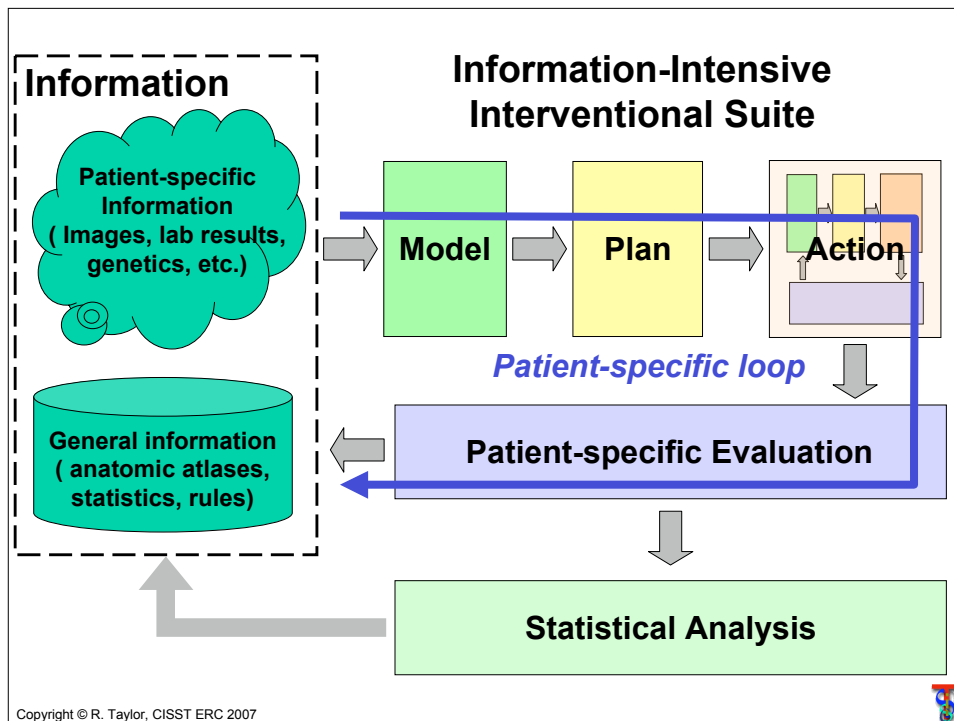 Information
Information-Intensive
Interventional Suite
Patient-specific
Information
( Images, lab results,
genetics, etc.)
Model
Plan
Action
Patient-specific loop
General information
( anatomic atlases,
statistics, rules)
Patient-specific Evaluation
Statistical Analysis
Copyright © R. Taylor, CISST ERC 2007